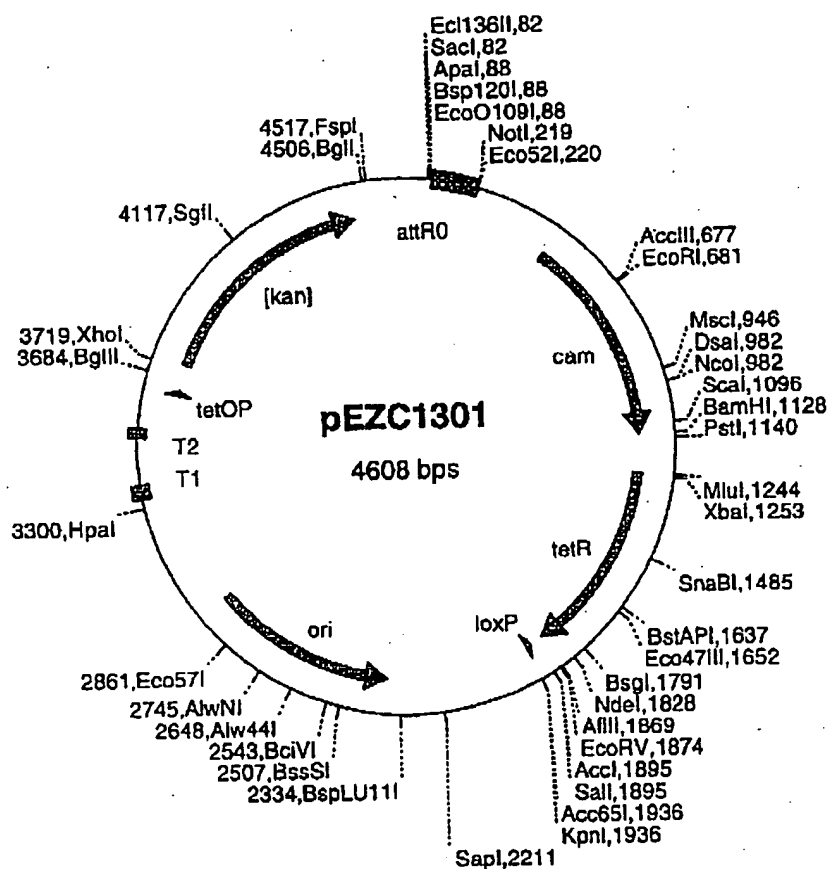 Ecl136II,82
SacI,82
ApaI,88
Bsp120I,88
EcoO109I,88
NotI,219
Eco52I,220
4517,FspI
4506,BglI
4117,SgfI
attR0
AccIII,677
EcoRI,681
[kan]
MscI,946
DsaI,982
NcoI,982
ScaI,1096
BamHI,1128
PstI,1140
cam
3719,XhoI
3684,BglII
tetOP
pEZC1301
4608 bps
T2
T1
MluI,1244
XbaI,1253
3300,HpaI
tetR
SnaBI,1485
loxP
ori
BstAPI,1637
Eco47III,1652
BsgI,1791
NdeI,1828
AflII,1869
EcoRV,1874
AccI,1895
SalI,1895
Acc65I,1936
KpnI,1936
2861,Eco57I
2745,AlwNI
2648,Alw44I
2543,BciVI
2507,BssSI
2334,BspLU11I
SapI,2211